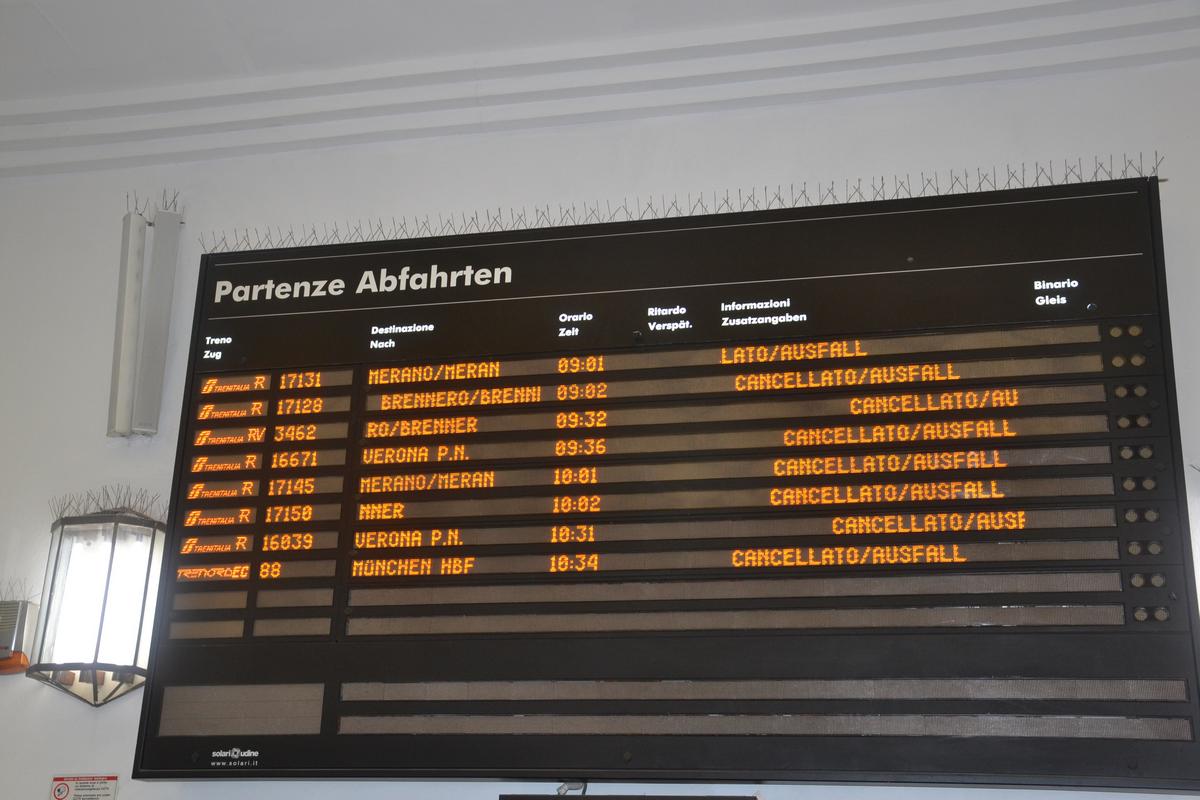 Partenze Abfahrten
Treno Destinazione Orario Ritardo Informazioni Binario
Zug Nach Zeit Verspät. Zusatzangaben Gleis
TRENITALIA R 17131 MERANO/MERAN 09:01 LATO/AUSFALL
TRENITALIA R 17128 BRENNERO/BRENN 09:02 CANCELLATO/AUSFALL
TRENITALIA RV 3462 RO/BRENNER 09:32 CANCELLATO/AU
TRENITALIA R 16671 VERONA P.N. 09:36 CANCELLATO/AUSFALL
TRENITALIA R 17145 MERANO/MERAN 10:01 CANCELLATO/AUSFALL
TRENITALIA R 17150 NNER 10:02 CANCELLATO/AUSFALL
TRENITALIA R 16039 VERONA P.N. 10:31 CANCELLATO/AUSF
TRENORD EC 88 MÜNCHEN HBF 10:34 CANCELLATO/AUSFALL
solari udine
www.solari.it